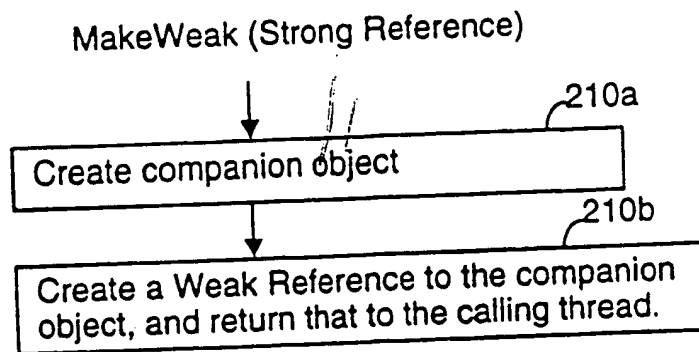 MakeWeak (Strong Reference)
210a
Create companion object
210b
Create a Weak Reference to the companion
object, and return that to the calling thread.